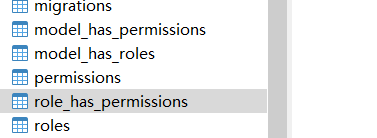 migrations
model_has_permissions
model_has_roles
permissions
role_has_permissions
roles